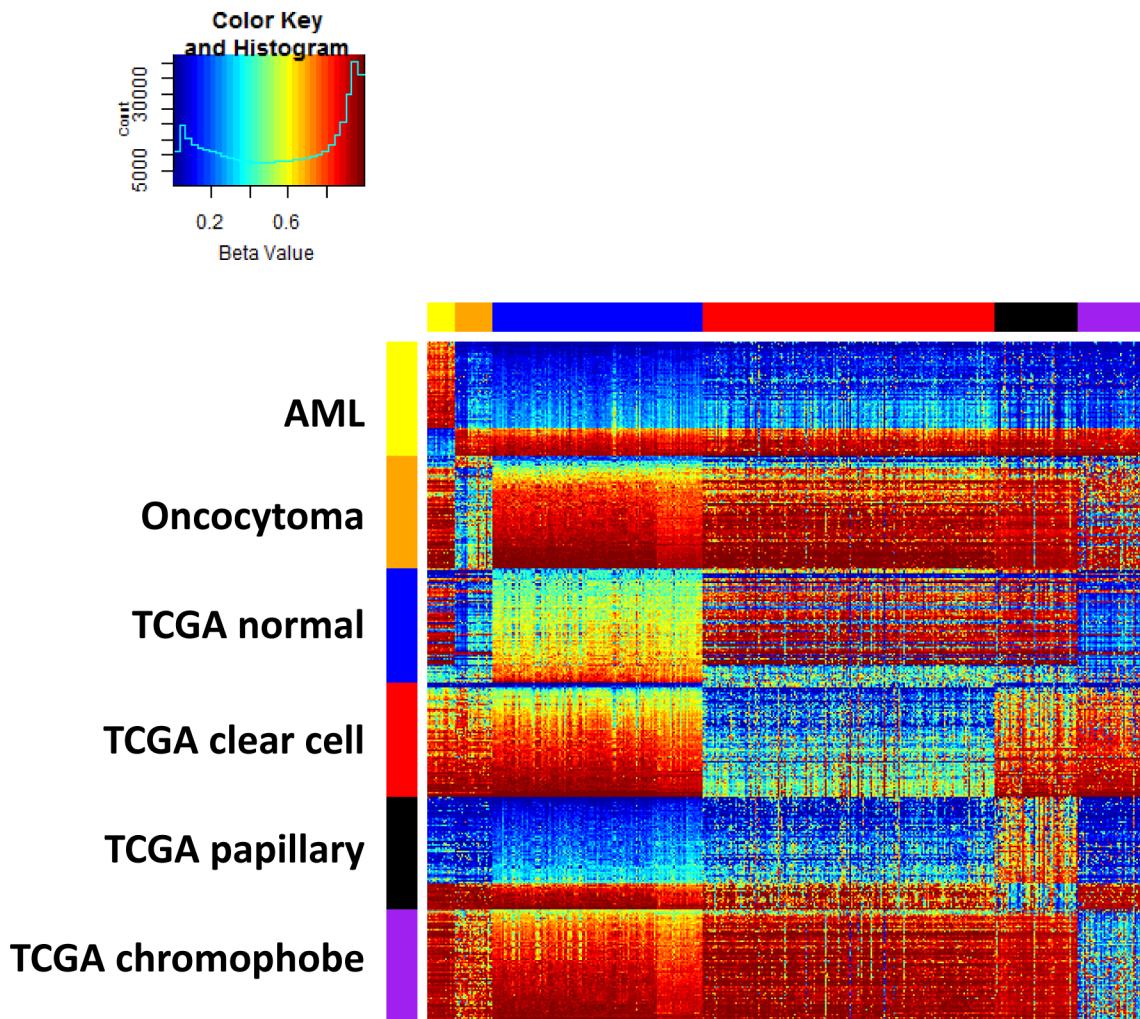 Color Key
and Histogram
Count
5000
30000
0.2
0.6
Beta Value
AML
Oncocytoma
TCGA normal
TCGA clear cell
TCGA papillary
TCGA chromophobe